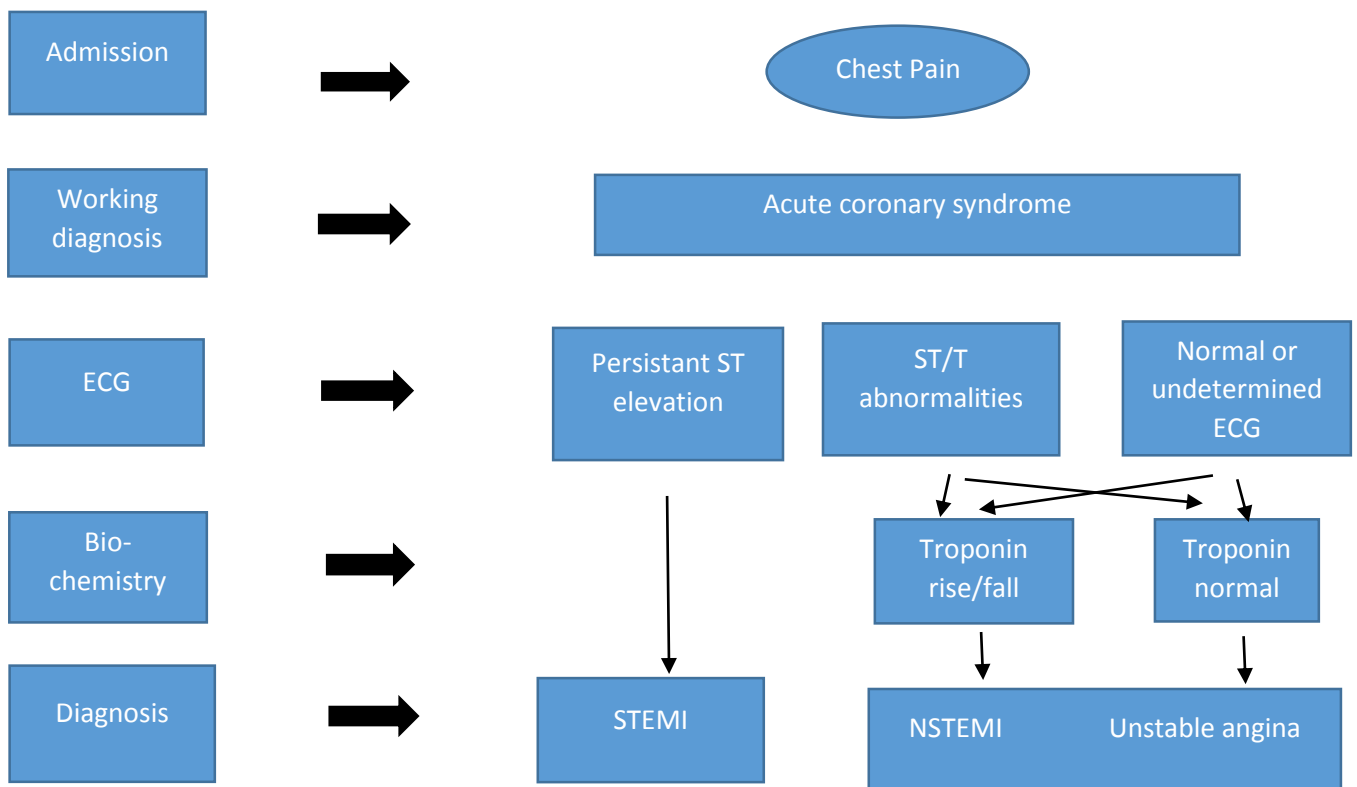 Admission
Chest Pain
Working
diagnosis
Acute coronary syndrome
ECG
Persistant ST
elevation
ST/T
abnormalities
Normal or
undetermined
ECG
Bio-
chemistry
Troponin
rise/fall
Troponin
normal
Diagnosis
STEMI
NSTEMI
Unstable angina